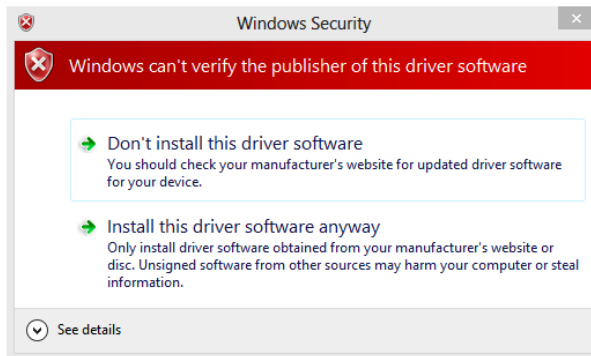 Windows Security
Windows can't verify the publisher of this driver software
Don't install this driver software
You should check your manufacturer's website for updated driver software
for your device.
Install this driver software anyway
Only install driver software obtained from your manufacturer's website or
disc. Unsigned software from other sources may harm your computer or steal
information.
See details